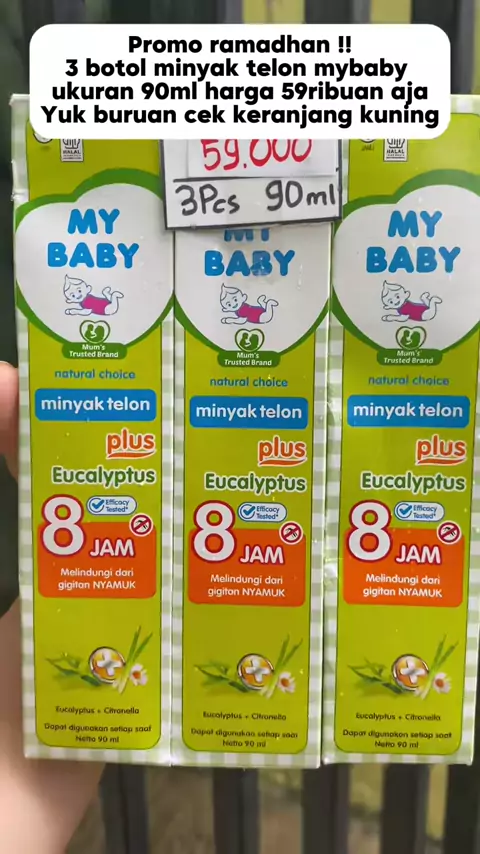 Promo ramadhan !!
3 botol minyak telon mybaby
ukuran 90ml harga 59ribuan aja
Yuk buruan cek keranjang kuning
HALAL
HALAL
59.000
3Pcs 90ml
MY
BABY
Mum's
Trusted Brand
natural choice
minyak telon
plus
Eucalyptus
8 JAM
Efficacy
Tested*
Melindungi dari
gigitan NYAMUK
Eucalyptus + Citronella
Dapat digunakan setiap saat
Netto 90 ml
MY
BABY
Mum's
Trusted Brand
natural choice
minyak telon
plus
Eucalyptus
8 JAM
Efficacy
Tested*
Melindungi dari
gigitan NYAMUK
Eucalyptus + Citronella
Dapat digunakan setiap saat
Netto 90 ml
MY
BABY
Mum's
Trusted Brand
natural choice
minyak telon
plus
Eucalyptus
8 JAM
Efficacy
Tested*
Melindungi dari
gigitan NYAMUK
Eucalyptus + Citronella
Dapat digunakan setiap saat
Netto 90 ml